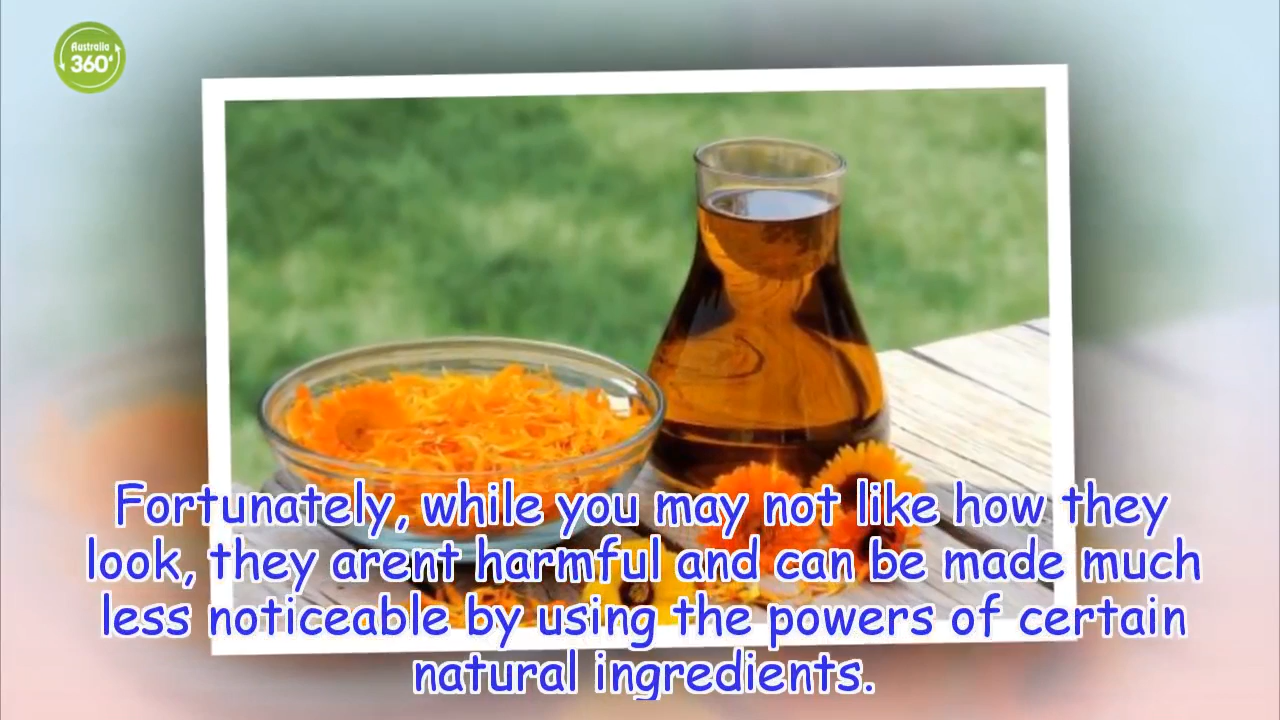 Australia
360°
Fortunately, while you may not like how they
look, they arent harmful and can be made much
less noticeable by using the powers of certain
natural ingredients.